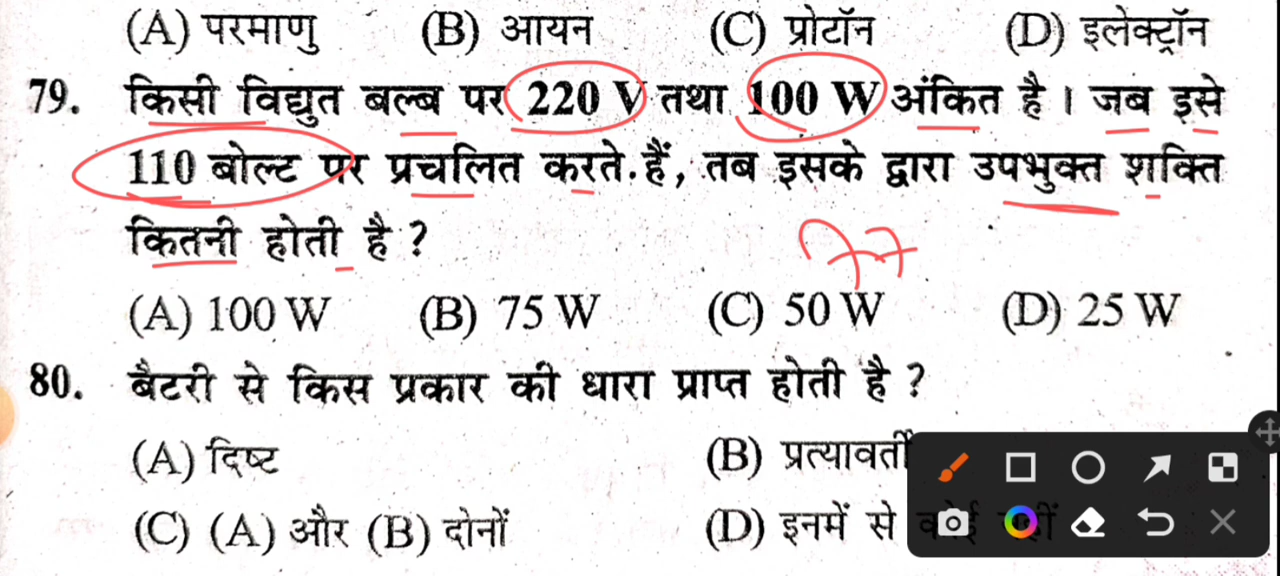 (A) परमाणु (B) आयन (C) प्रोटॉन (D) इलेक्ट्रॉन
79. किसी विद्युत बल्ब पर 220 V तथा 100 W अंकित है । जब इसे
110 बोल्ट पर प्रचलित करते हैं, तब इसके द्वारा उपभुक्त शक्ति
कितनी होती है ?
(A) 100 W (B) 75 W (C) 50 W (D) 25 W
80. बैटरी से किस प्रकार की धारा प्राप्त होती है ?
(A) दिष्ट (B) प्रत्यावर्ती
(C) (A) और (B) दोनों (D) इनमें से